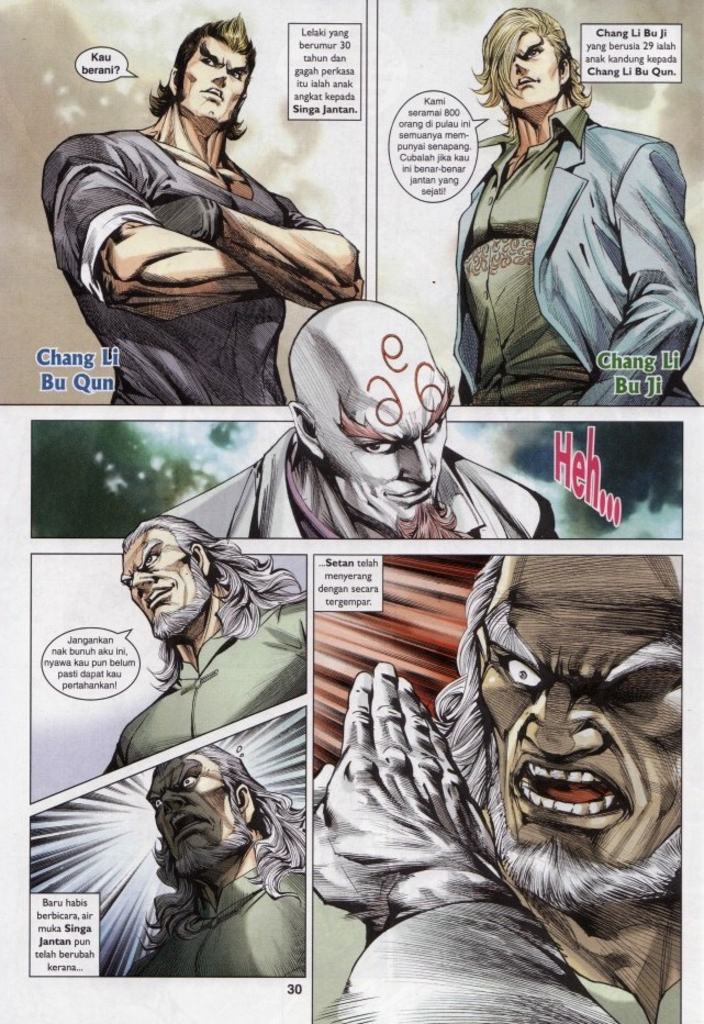 Kau
berani?
Lelaki yang
berumur 30
tahun dan
gagah perkasa
itu ialah anak
angkat kepada
Singa Jantan.
Chang Li
Bu Qun
Kami
seramai 800
orang di pulau ini
semuanya mem-
punyai senapang.
Cubalah jika kau
ini benar-benar
jantan yang
sejati!
Chang Li Bu Ji
yang berusia 29 ialah
anak kandung kepada
Chang Li Bu Qun.
Chang Li
Bu Ji
Heh...
Jangankan
nak bunuh aku ini,
nyawa kau pun belum
pasti dapat kau
pertahankan!
Baru habis
berbicara, air
muka Singa
Jantan pun
telah berubah
kerana...
...Setan telah
menyerang
dengan secara
tergempar.
30